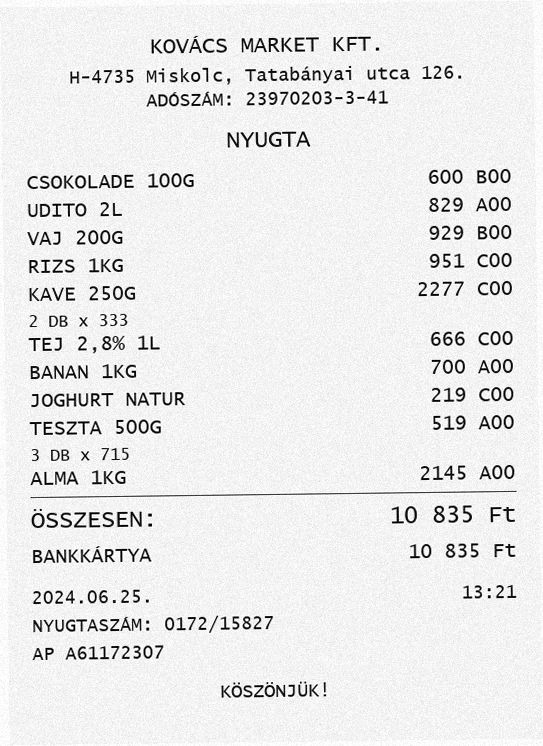 KOVÁCS MARKET KFT.
H-4735 Miskolc, Tatabányai utca 126.
ADÓSZÁM: 23970203-3-41
NYUGTA
CSOKOLADE 100G 600 B00
UDITO 2L 829 A00
VAJ 200G 929 B00
RIZS 1KG 951 C00
KAVE 250G 2277 C00
2 DB x 333
TEJ 2,8% 1L 666 C00
BANAN 1KG 700 A00
JOGHURT NATUR 219 C00
TESZTA 500G 519 A00
3 DB x 715
ALMA 1KG 2145 A00
ÖSSZESEN: 10 835 Ft
BANKKÁRTYA 10 835 Ft
2024.06.25. 13:21
NYUGTASZÁM: 0172/15827
AP A61172307
KÖSZÖNJÜK!